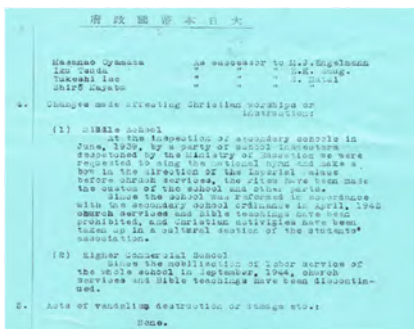 大日本帝國政府
Masanao As successor to M.J.Engelmann
Iku " " "
" " "
Shirō " " "
4. Changes made affecting Christian worships or
instruction:
(1) Middle School
At the inspection of secondary schools in
June, 1939, by a party of school inspectors
despatched by the Ministry of Education we were
requested to sing the national hymn and make a
bow in the direction of the Imperial Palace
before church services, the rites have been made
the custom of the school and other parts.
Since the school was reformed in accordance
with the secondary school ordinance in April, 1943
church services and Bible teachings have been
prohibited, and Christian activities have been
taken up in a cultural section of the students'
association.
(2) Higher Commercial School
Since the mobilization of labor service of
the whole school in September, 1944, church
services and Bible teachings have been discontin-
ued.
5. Acts of vandalism destruction or damage etc.:
None.